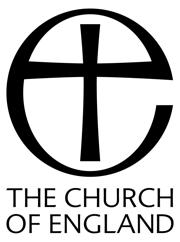 THE CHURCH
OF ENGLAND